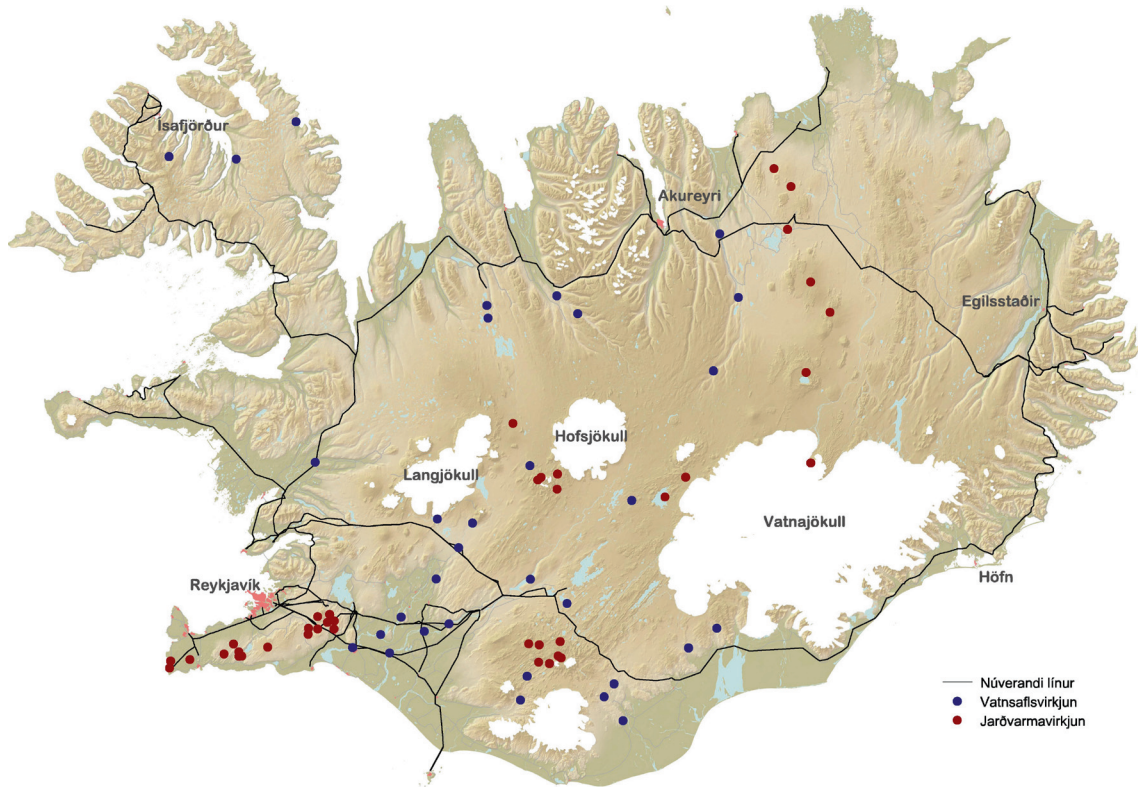 Ísafjörður
Akureyri
Egilsstaðir
Hofsjökull
Langjökull
Vatnajökull
Reykjavík
Höfn
Núverandi línur
Vatnsaflsvirkjun
Jarðvarmavirkjun